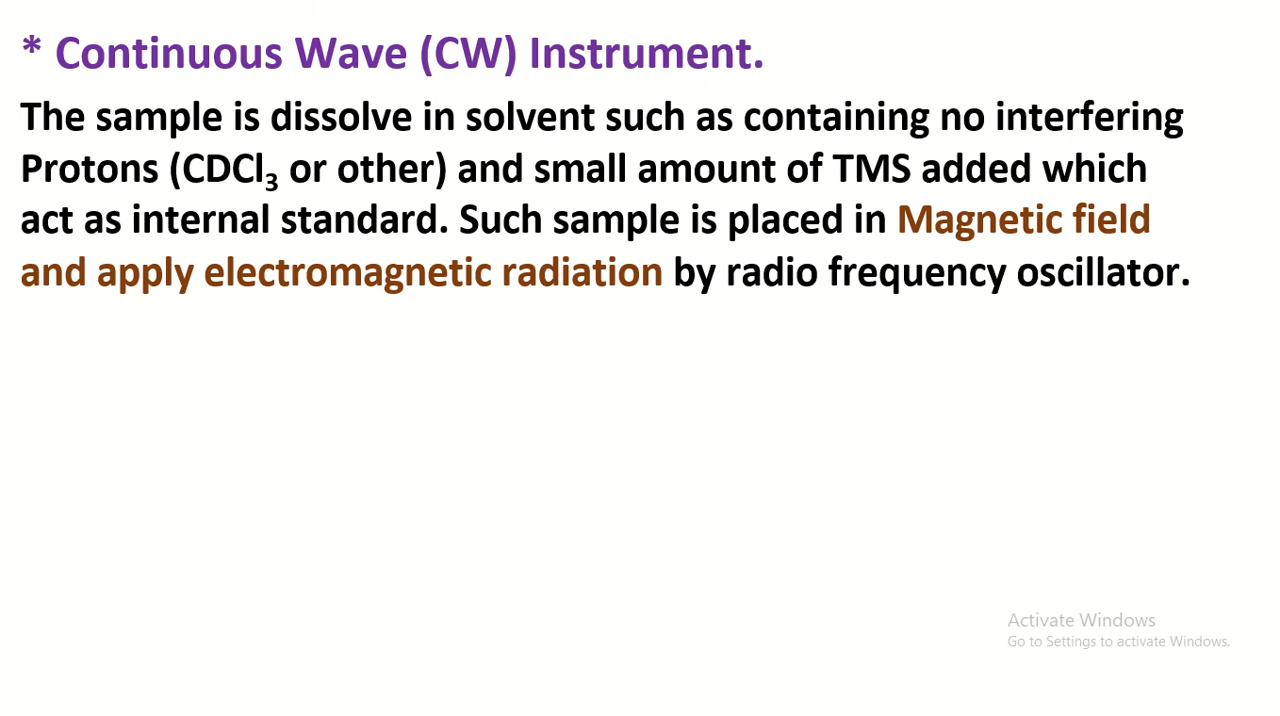 * Continuous Wave (CW) Instrument.
The sample is dissolve in solvent such as containing no interfering
Protons (CDCl₃ or other) and small amount of TMS added which
act as internal standard. Such sample is placed in Magnetic field
and apply electromagnetic radiation by radio frequency oscillator.
Activate Windows
Go to Settings to activate Windows.